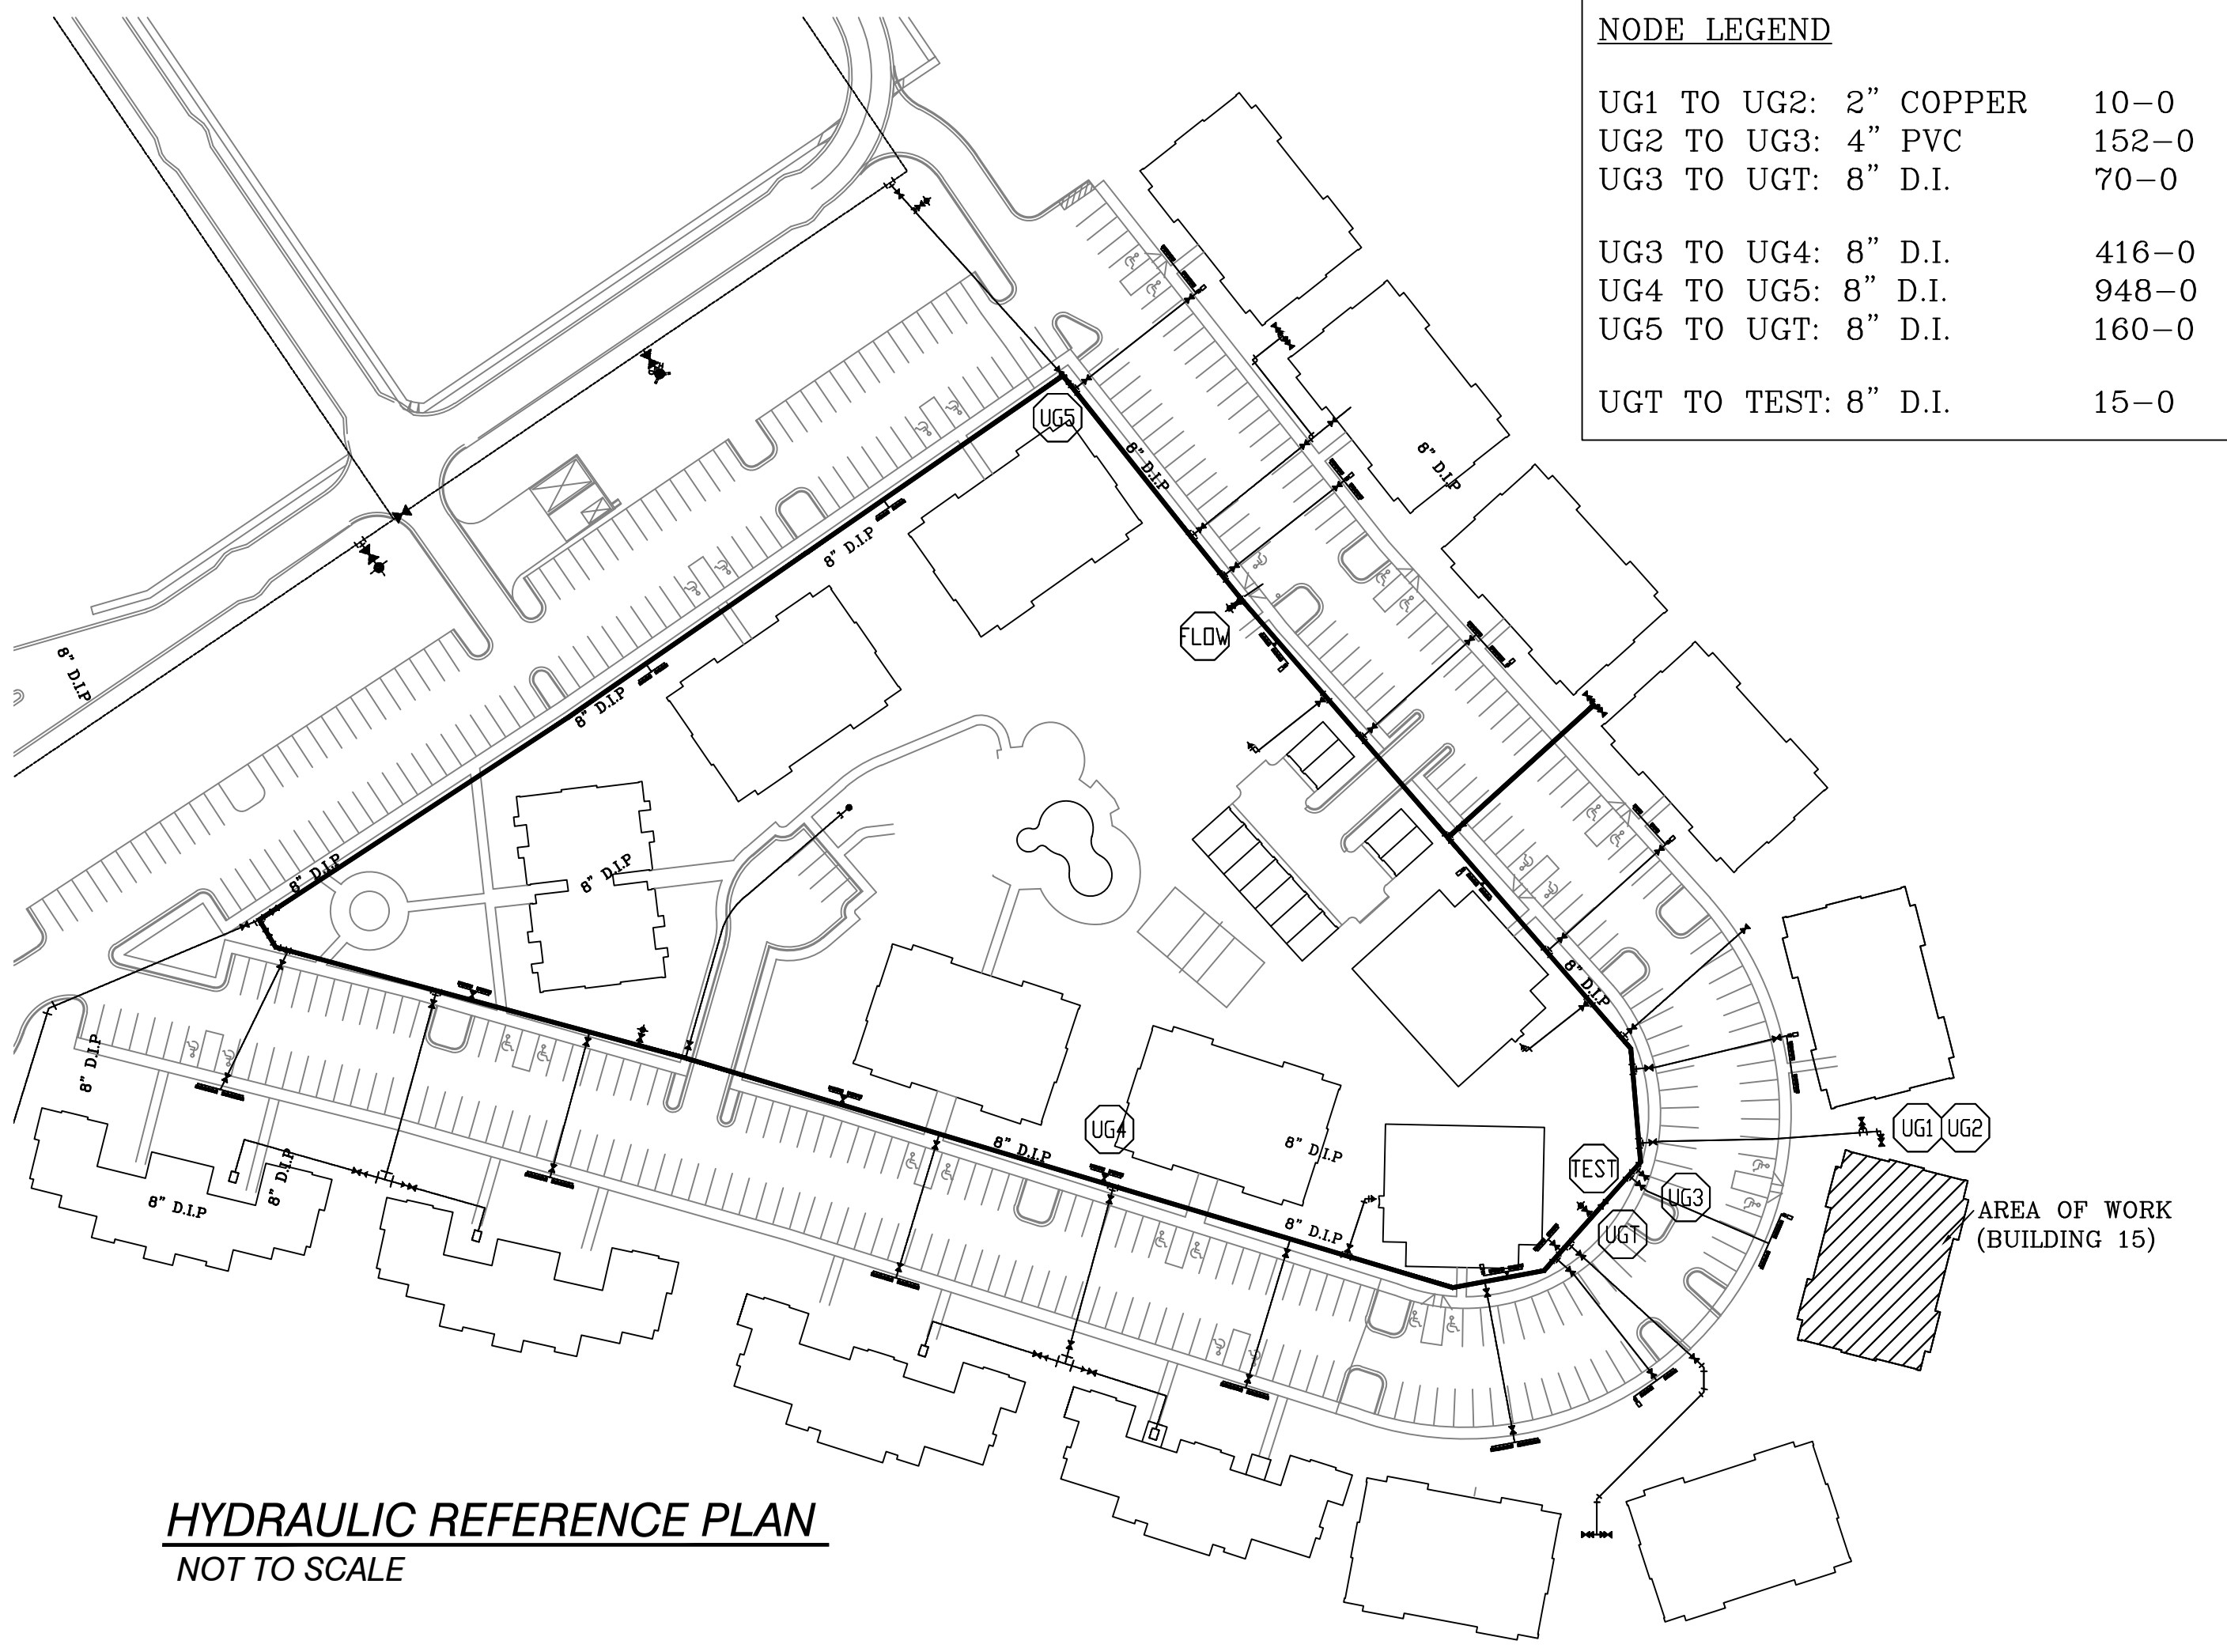 NODE LEGEND
UG1 TO UG2: 2" COPPER 10-0
UG2 TO UG3: 4" PVC 152-0
UG3 TO UGT: 8" D.I. 70-0
UG3 TO UG4: 8" D.I. 416-0
UG4 TO UG5: 8" D.I. 948-0
UG5 TO UGT: 8" D.I. 160-0
UGT TO TEST: 8" D.I. 15-0
UG5
8" D.I.P
8" D.I.P
8" D.I.P
FLOW
8" D.I.P
8" D.I.P
8" D.I.P
8" D.I.P
8" D.I.P
8" D.I.P
UG4
UG1
UG2
8" D.I.P
8" D.I.P
TEST
UG3
8" D.I.P
8" D.I.P
8" D.I.P
UGT
AREA OF WORK
(BUILDING 15)
HYDRAULIC REFERENCE PLAN
NOT TO SCALE